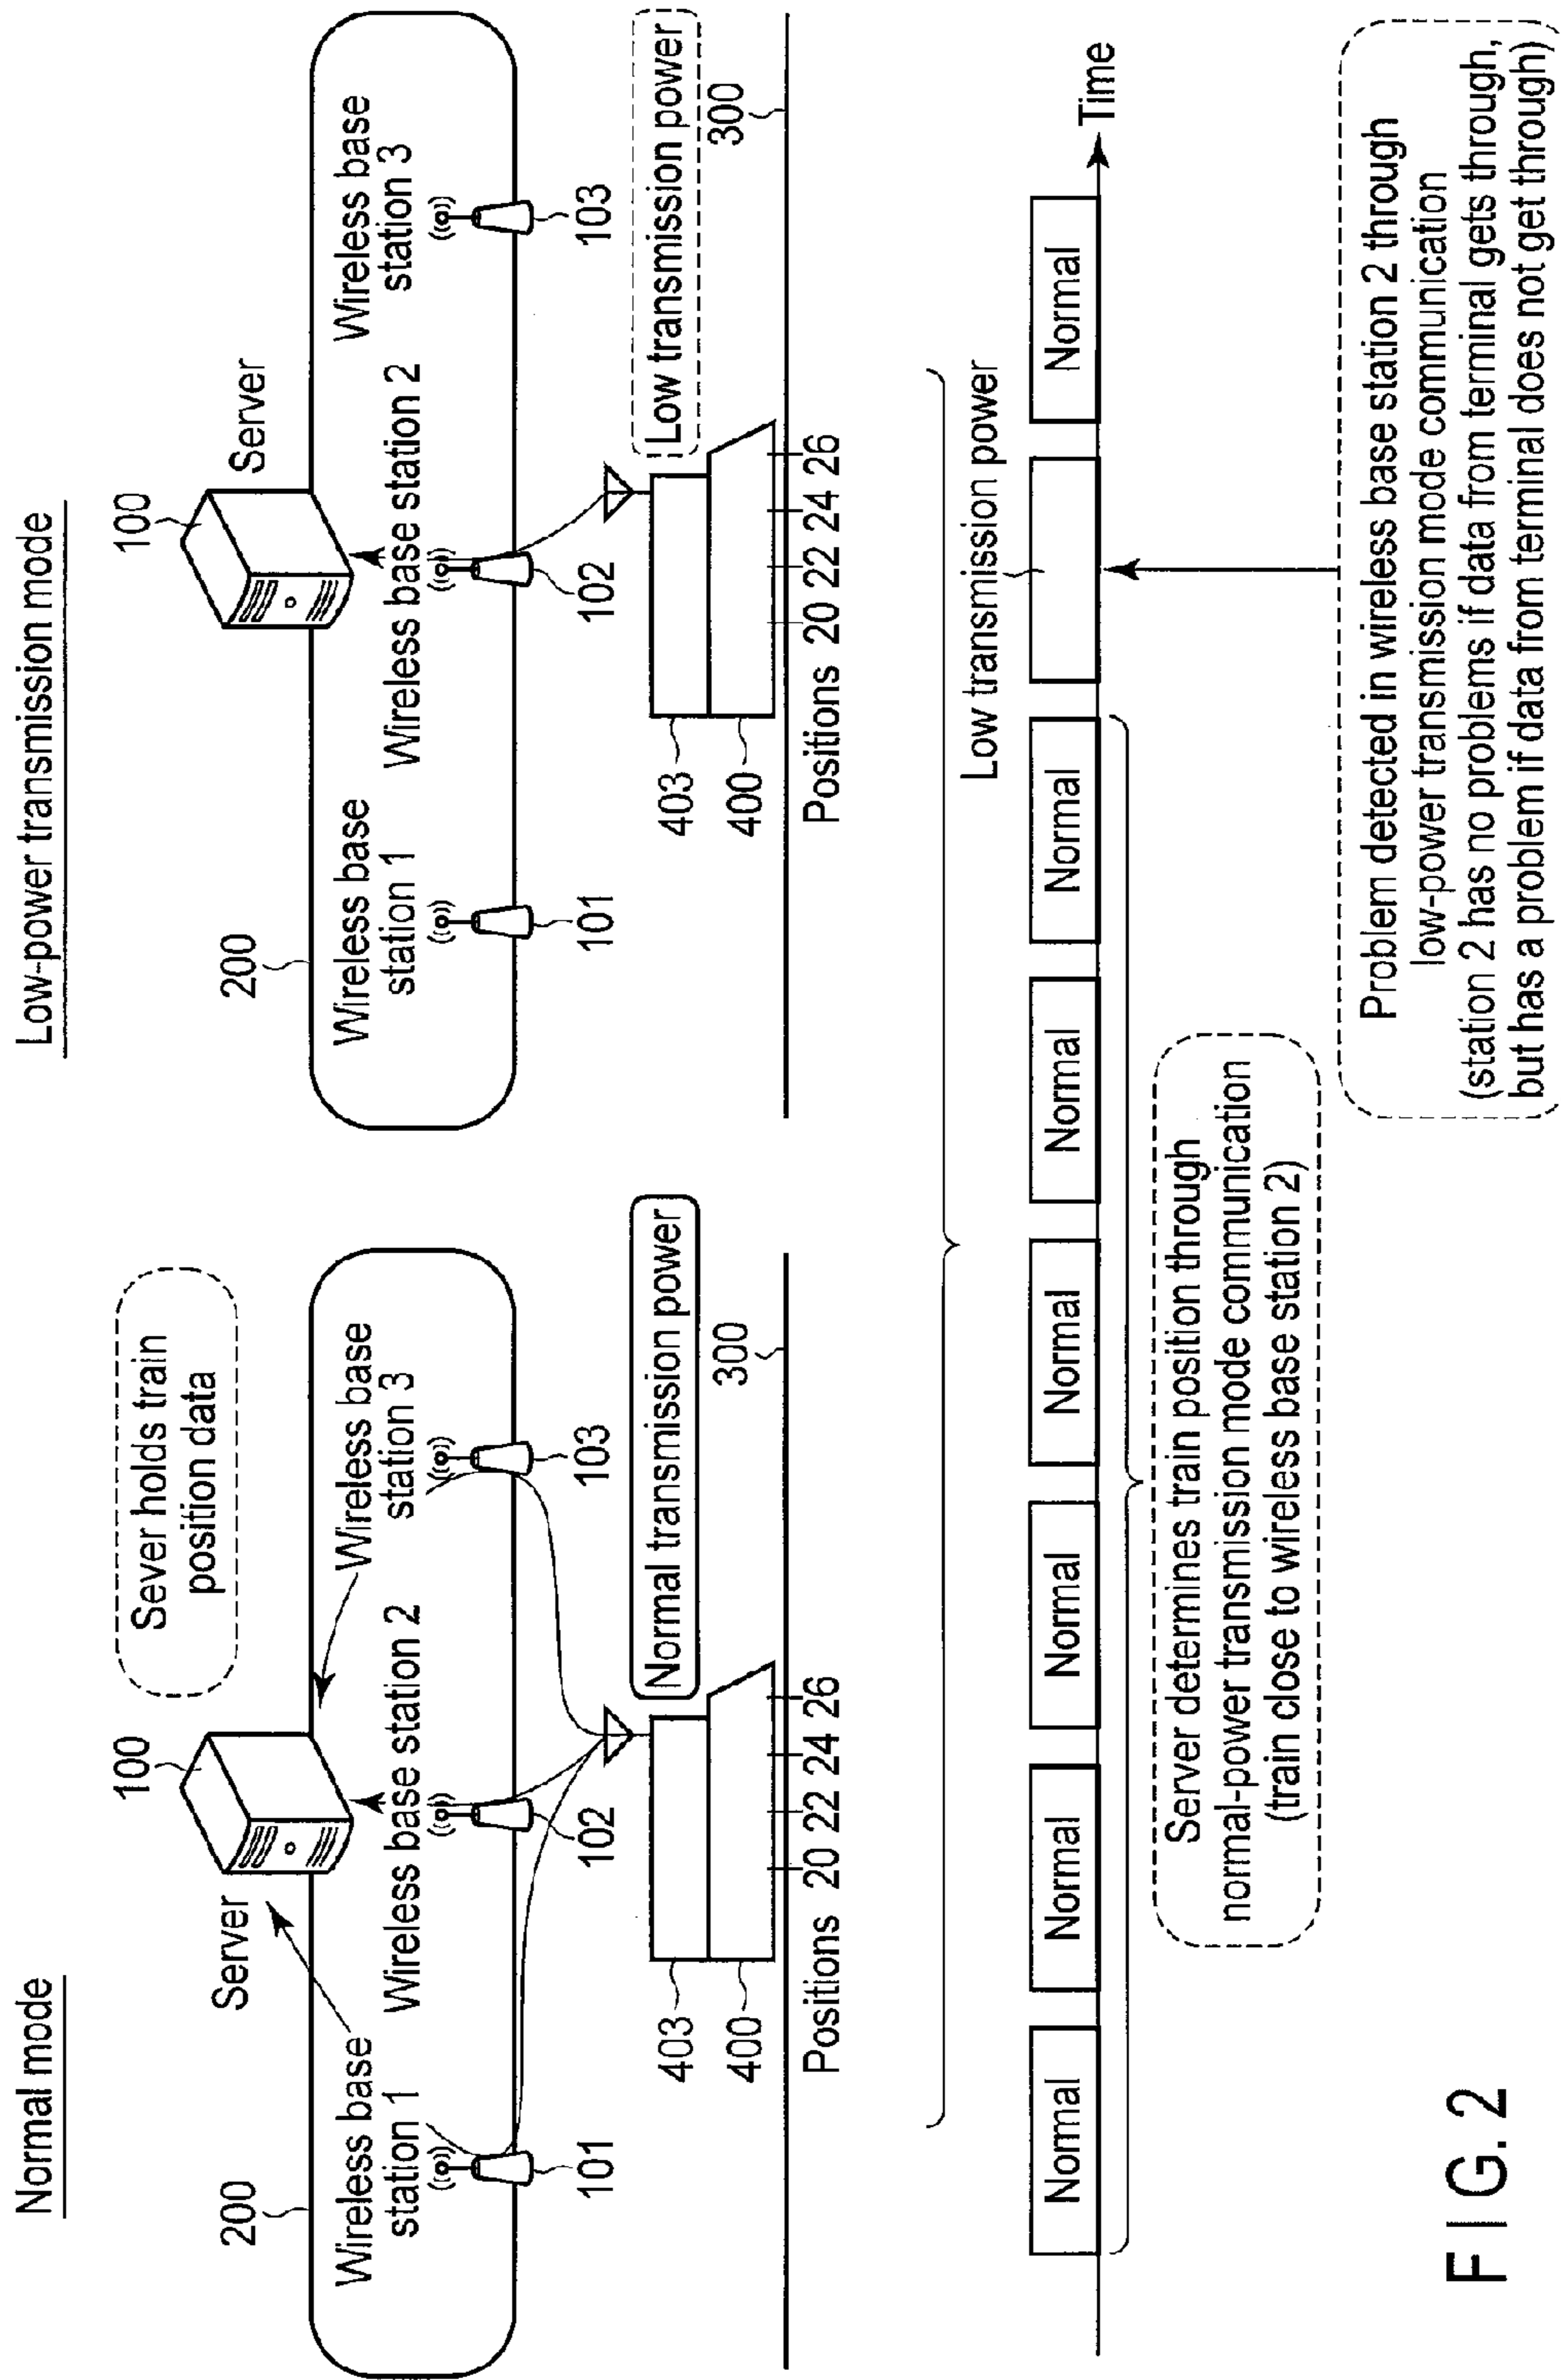 Normal mode
Sever holds train
position data
100
Server
200
Wireless base
station 1
Wireless base station 2
Wireless base
station 3
101
102
103
Normal transmission power
403
400
300
Positions 20 22 24 26
Low-power transmission mode
100
Server
200
Wireless base
station 1
Wireless base station 2
Wireless base
station 3
101
102
103
Low transmission power
403
400
300
Positions 20 22 24 26
Low transmission power
Normal
Normal
Normal
Normal
Normal
Normal
Normal
Time
Server determines train position through
normal-power transmission mode communication
(train close to wireless base station 2)
Problem detected in wireless base station 2 through
low-power transmission mode communication
(station 2 has no problems if data from terminal gets through,
but has a problem if data from terminal does not get through)
FIG. 2